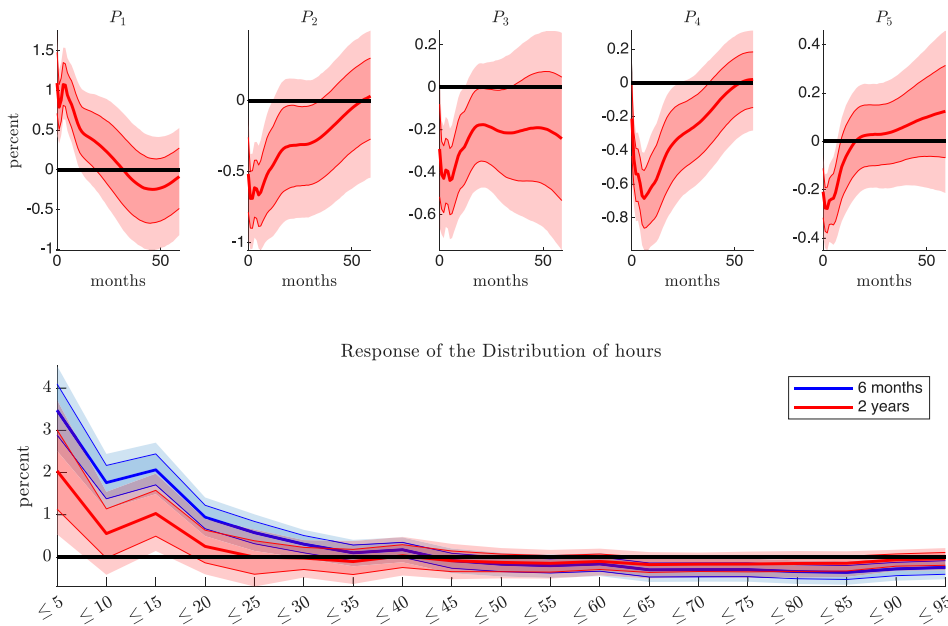 P1 P2 P3 P4 P5
1.5 1 0.5 0 -0.5 -1
0 -0.5 -1
0.2 0 -0.2 -0.4 -0.6
0.2 0 -0.2 -0.4 -0.6 -0.8
0.4 0.2 0 -0.2 -0.4
percent
0 50 0 50 0 50 0 50 0 50
months months months months months
Response of the Distribution of hours
6 months
2 years
4
3
2
1
0
percent
≤ 5 ≤ 10 ≤ 15 ≤ 20 ≤ 25 ≤ 30 ≤ 35 ≤ 40 ≤ 45 ≤ 50 ≤ 55 ≤ 60 ≤ 65 ≤ 70 ≤ 75 ≤ 80 ≤ 85 ≤ 90 ≤ 95